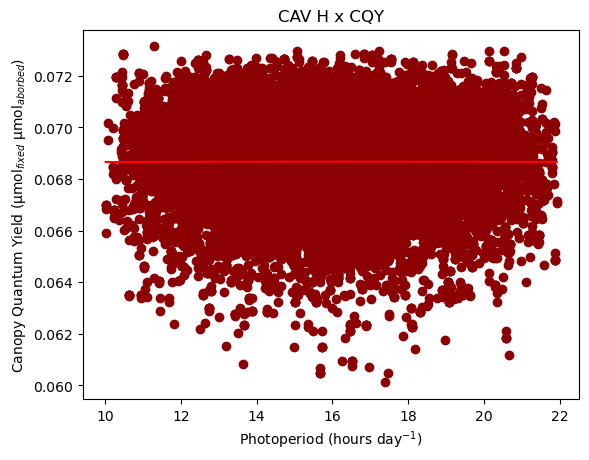 CAV H x CQY
Canopy Quantum Yield (μmol_fixed μmol_aborbed)
0.072
0.070
0.068
0.066
0.064
0.062
0.060
10 12 14 16 18 20 22
Photoperiod (hours day⁻¹)